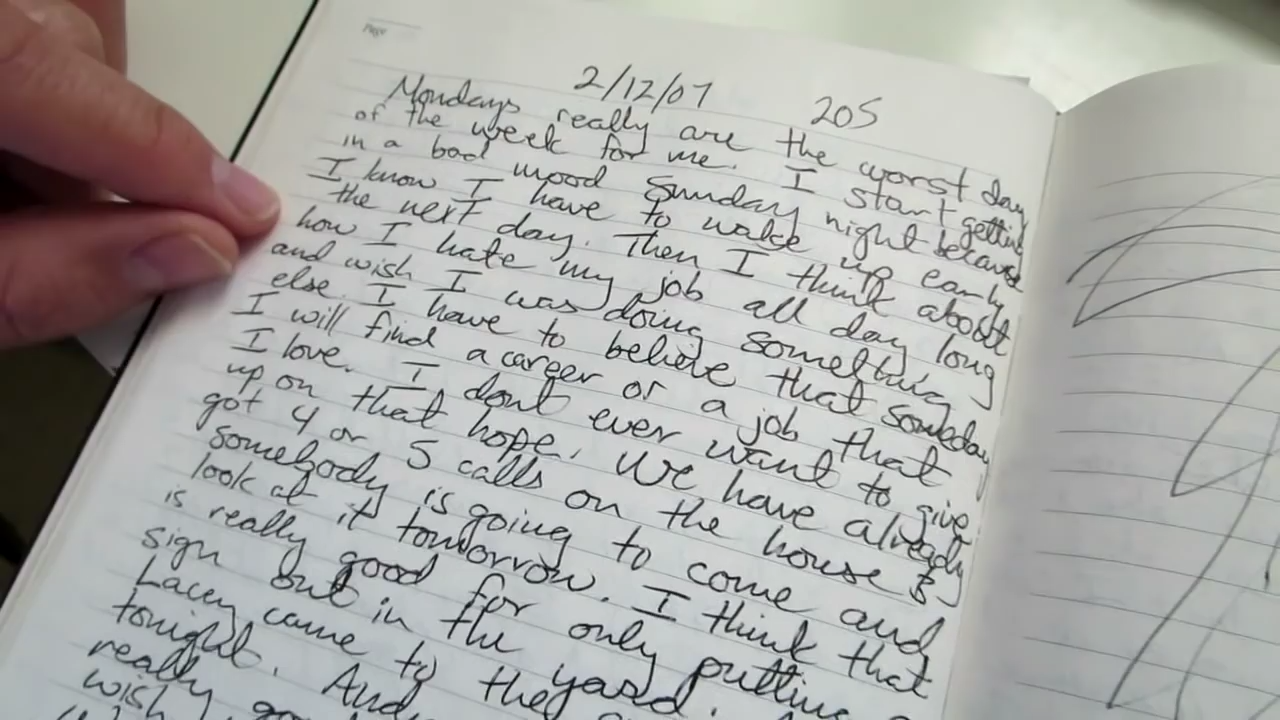 Page
2/12/07 205
Mondays really are the worst day
of the week for me. I start getting
in a bad mood Sunday night because
I know I have to wake up early
the next day. Then I think about
how I hate my job all day long
and wish I was doing something
else I have to believe that someday
I will find a career or a job that
I love. I dont ever want to give
up on that hope. We have already
got 4 or 5 calls on the house &
somebody is going to come and
look at it tomorrow. I think that
is really good for only putting a
sign out in the yard.
Lacey came to the
tonight. And
really
wish